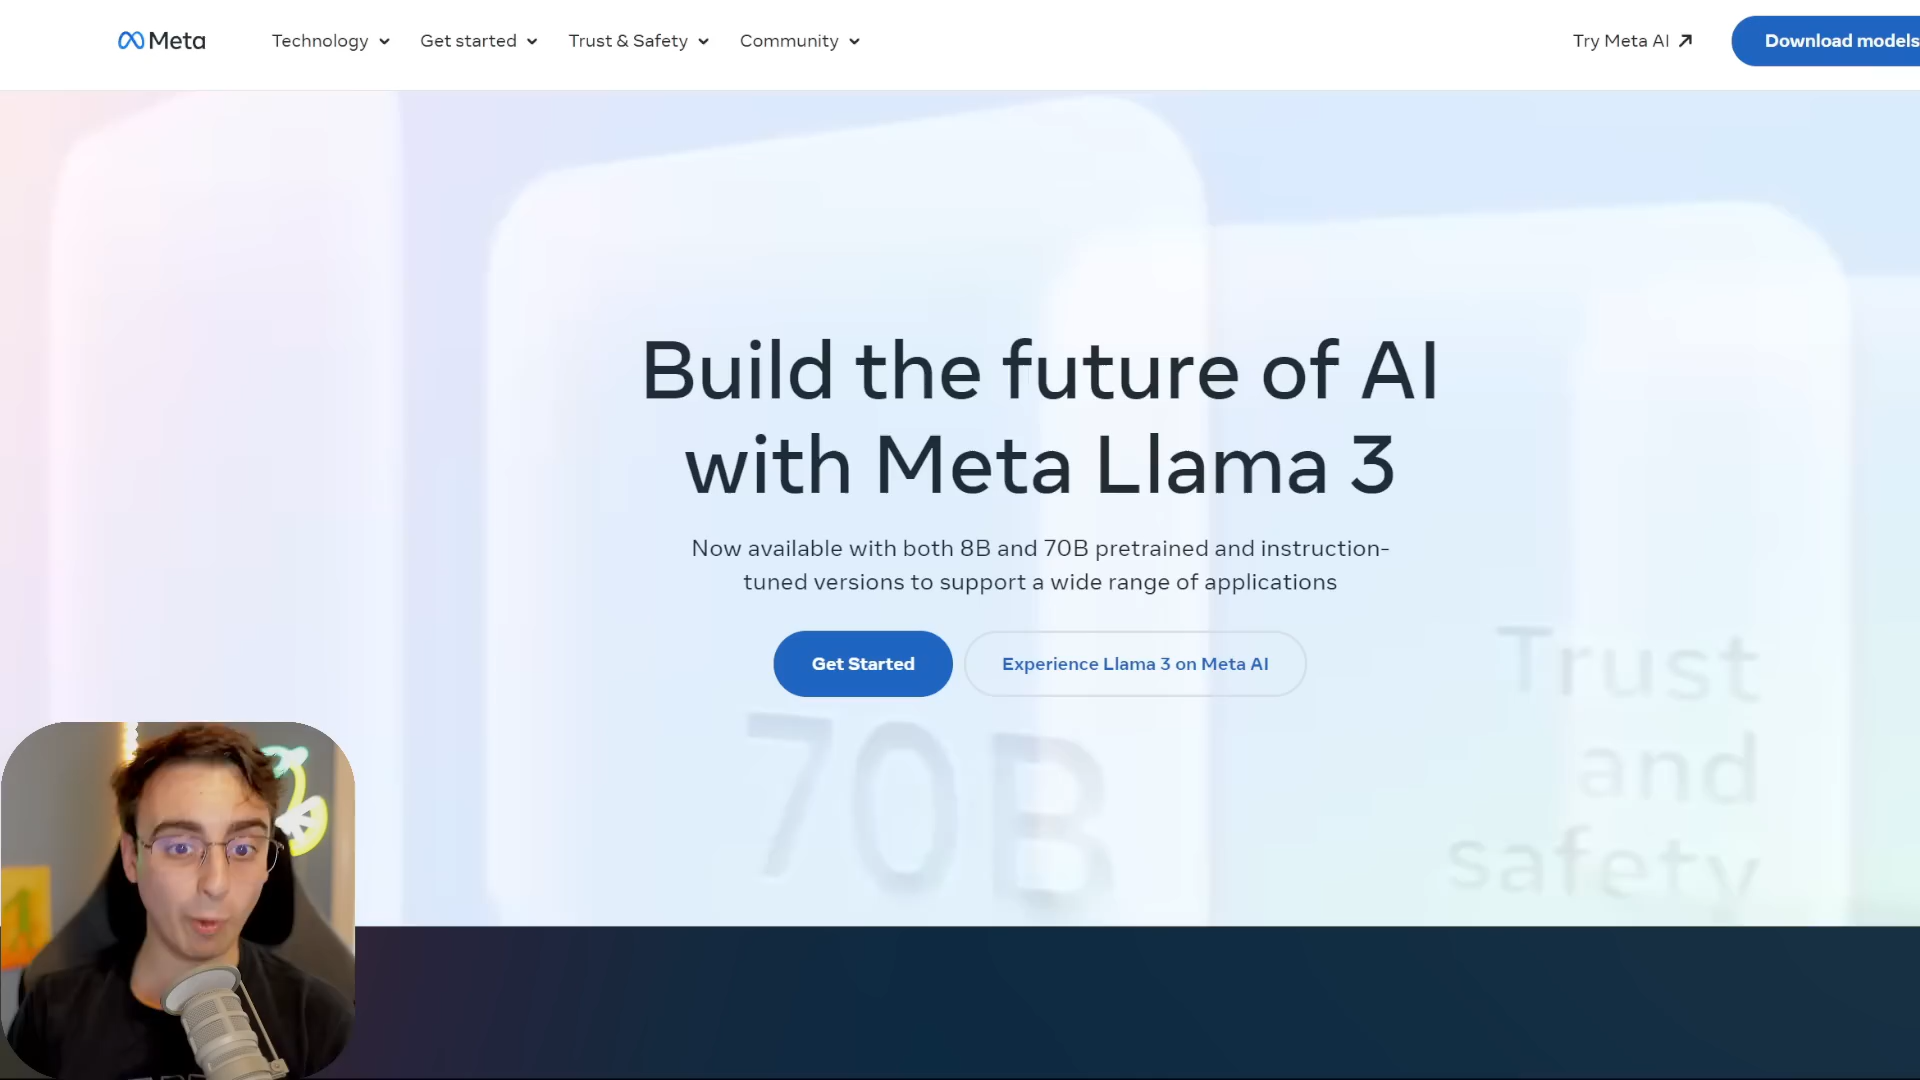 Meta
Technology
Get started
Trust & Safety
Community
Try Meta AI
Download models
Build the future of AI
with Meta Llama 3
Now available with both 8B and 70B pretrained and instruction-
tuned versions to support a wide range of applications
Get Started
Experience Llama 3 on Meta AI
70B
Trust
and
safety